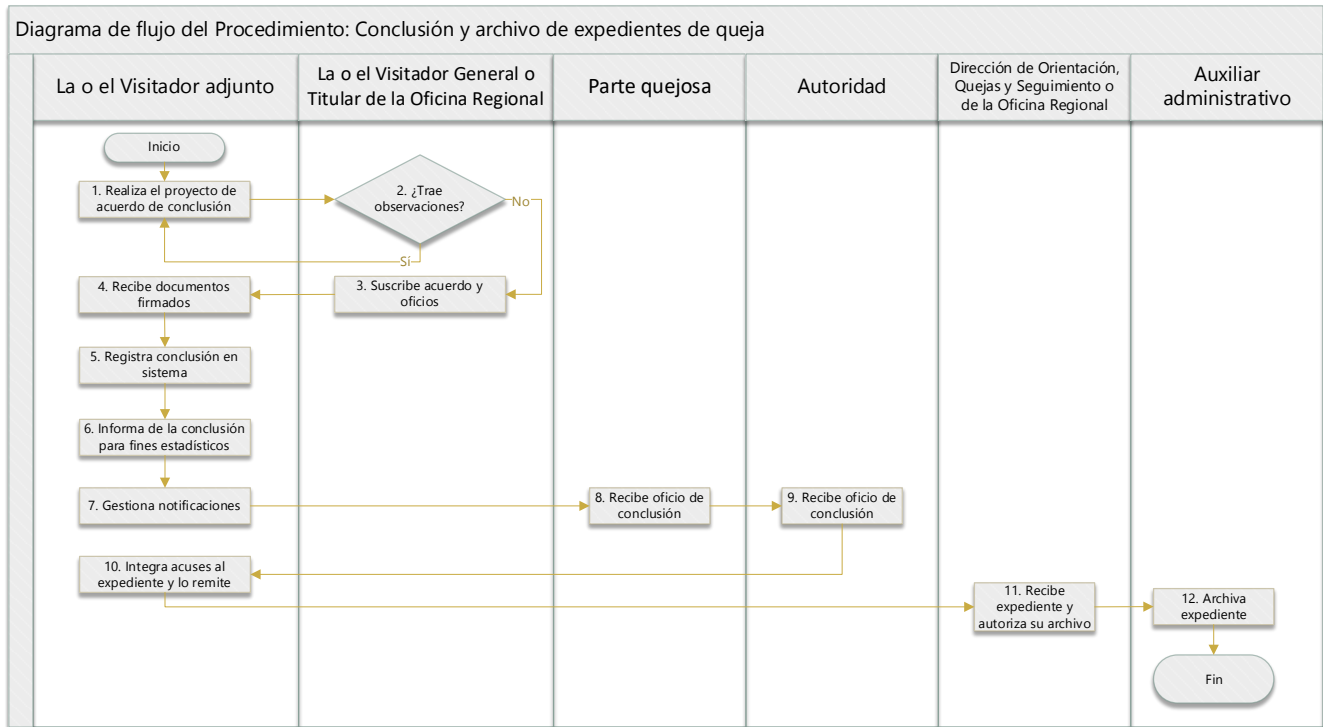 Diagrama de flujo del Procedimiento: Conclusión y archivo de expedientes de queja
La o el Visitador adjunto
La o el Visitador General o
Titular de la Oficina Regional
Parte quejosa
Autoridad
Dirección de Orientación,
Quejas y Seguimiento o
de la Oficina Regional
Auxiliar
administrativo
Inicio
1. Realiza el proyecto de
acuerdo de conclusión
2. ¿Trae
observaciones?
No
Sí
3. Suscribe acuerdo y
oficios
4. Recibe documentos
firmados
5. Registra conclusión en
sistema
6. Informa de la conclusión
para fines estadísticos
7. Gestiona notificaciones
8. Recibe oficio de
conclusión
9. Recibe oficio de
conclusión
10. Integra acuses al
expediente y lo remite
11. Recibe
expediente y
autoriza su archivo
12. Archiva
expediente
Fin